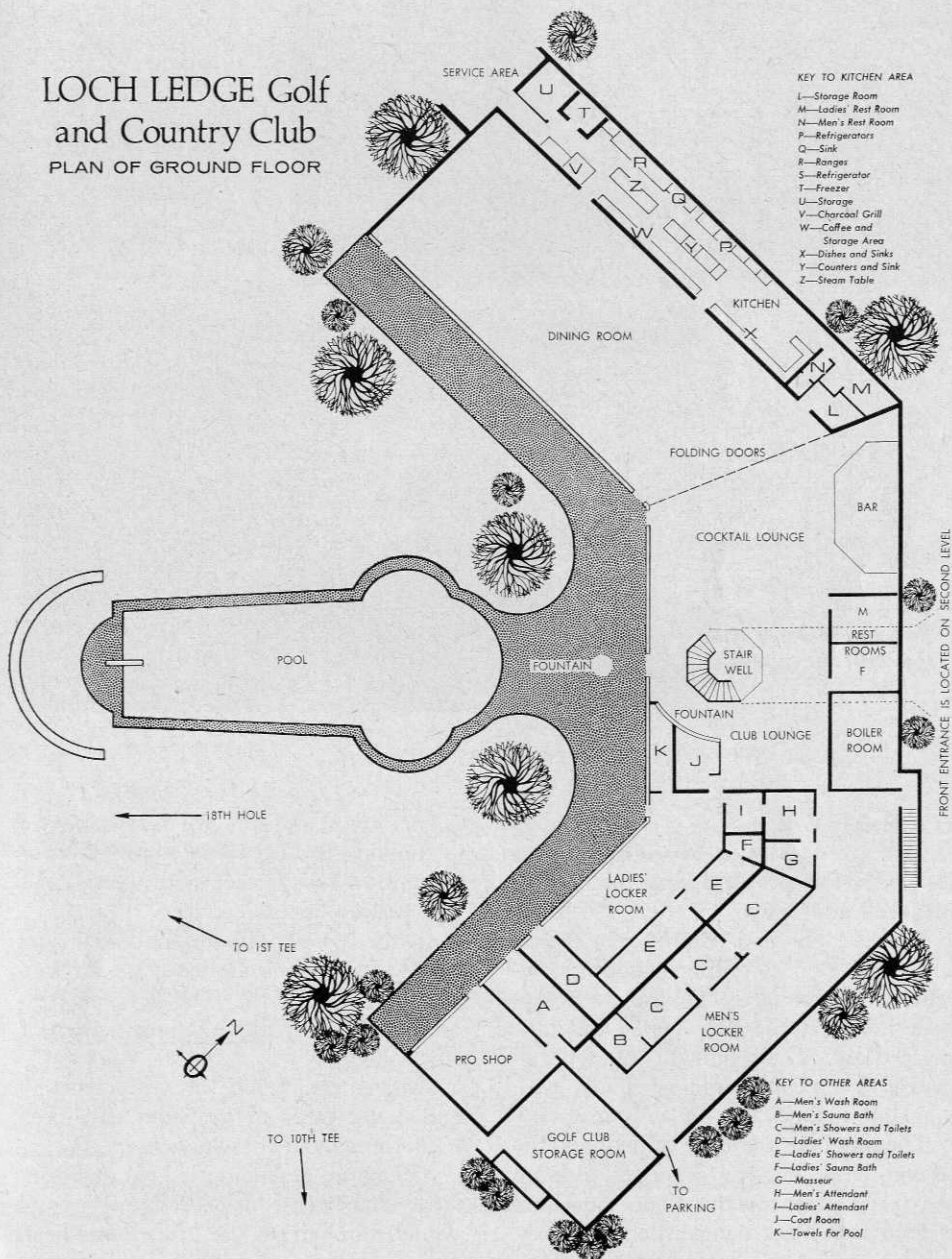 LOCH LEDGE Golf
and Country Club
PLAN OF GROUND FLOOR
SERVICE AREA
KEY TO KITCHEN AREA
L—Storage Room
M—Ladies' Rest Room
N—Men's Rest Room
P—Refrigerators
Q—Sink
R—Ranges
S—Refrigerator
T—Freezer
U—Storage
V—Charcoal Grill
W—Coffee and
Storage Area
X—Dishes and Sinks
Y—Counters and Sink
Z—Steam Table
U
T
V
R
Z
Q
W
Y
P
KITCHEN
X
N
M
L
DINING ROOM
FOLDING DOORS
BAR
COCKTAIL LOUNGE
FRONT ENTRANCE IS LOCATED ON SECOND LEVEL
M
REST
ROOMS
F
STAIR
WELL
POOL
FOUNTAIN
FOUNTAIN
CLUB LOUNGE
BOILER
ROOM
K
J
18TH HOLE
I
H
F
G
LADIES'
LOCKER
ROOM
E
C
E
TO 1ST TEE
D
C
A
C
B
MEN'S
LOCKER
ROOM
N
PRO SHOP
TO 10TH TEE
GOLF CLUB
STORAGE ROOM
TO
PARKING
KEY TO OTHER AREAS
A—Men's Wash Room
B—Men's Sauna Bath
C—Men's Showers and Toilets
D—Ladies' Wash Room
E—Ladies' Showers and Toilets
F—Ladies' Sauna Bath
G—Masseur
H—Men's Attendant
I—Ladies' Attendant
J—Coat Room
K—Towels For Pool